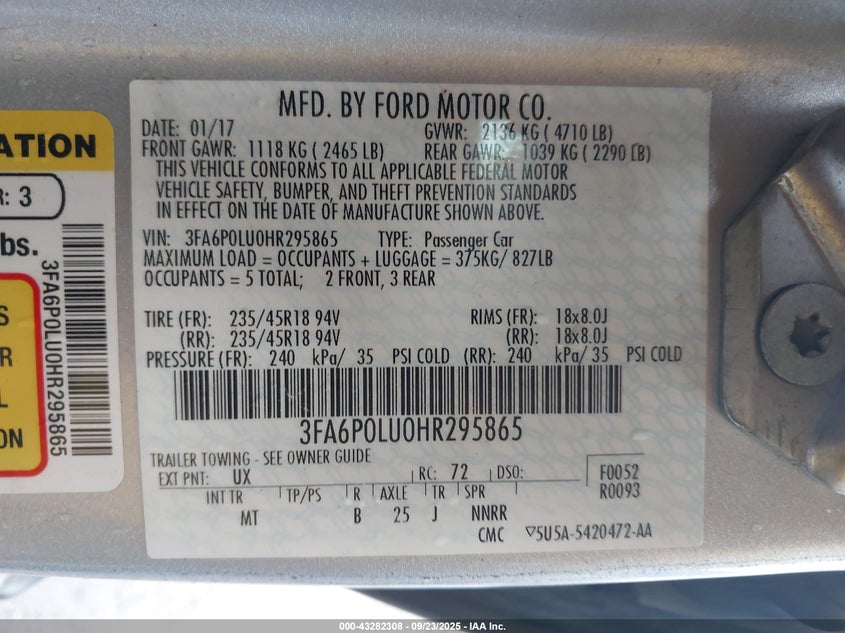 MFD. BY FORD MOTOR CO.
DATE: 01/17 GVWR: 2136 KG ( 4710 LB)
FRONT GAWR: 1118 KG ( 2465 LB) REAR GAWR: 1039 KG ( 2290 LB)
THIS VEHICLE CONFORMS TO ALL APPLICABLE FEDERAL MOTOR
VEHICLE SAFETY, BUMPER, AND THEFT PREVENTION STANDARDS
IN EFFECT ON THE DATE OF MANUFACTURE SHOWN ABOVE.
VIN: 3FA6P0LU0HR295865 TYPE: Passenger Car
MAXIMUM LOAD = OCCUPANTS + LUGGAGE = 375KG/ 827LB
OCCUPANTS = 5 TOTAL; 2 FRONT, 3 REAR
TIRE (FR): 235/45R18 94V RIMS (FR): 18x8.0J
(RR): 235/45R18 94V (RR): 18x8.0J
PRESSURE (FR): 240 kPa/ 35 PSI COLD (RR): 240 kPa/ 35 PSI COLD
3FA6P0LU0HR295865
TRAILER TOWING - SEE OWNER GUIDE
EXT PNT: UX RC: 72 DSO: F0052
INT TR TP/PS R AXLE TR SPR R0093
MT B 25 J NNRR
CMC ▽5U5A-5420472-AA
ATION
R: 3
bs.
3FA6P0LU0HR295865
S
R
L
ON
000-43282308 - 09/23/2025 - IAA Inc.